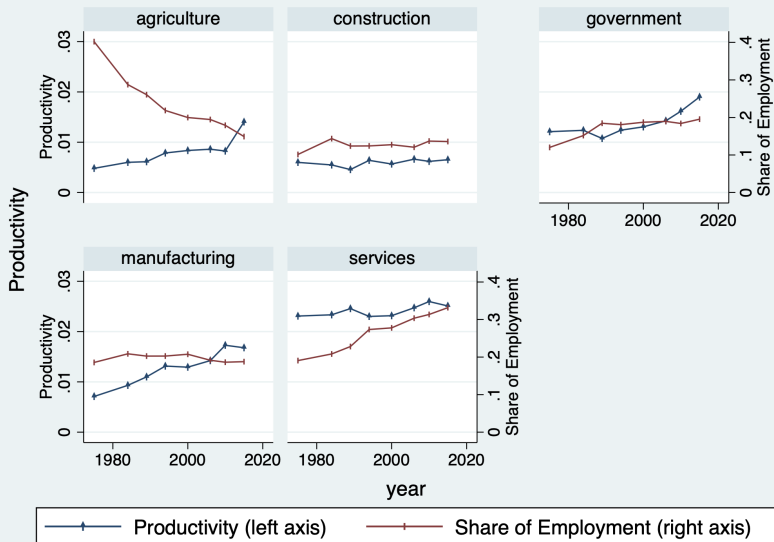 agriculture
construction
government
Productivity
0
.01
.02
.03
Productivity
0
.1
.2
.3
.4
Share of Employment
1980
2000
2020
manufacturing
services
Productivity
0
.01
.02
.03
0
.1
.2
.3
.4
Share of Employment
1980
2000
2020
1980
2000
2020
year
Productivity (left axis)
Share of Employment (right axis)